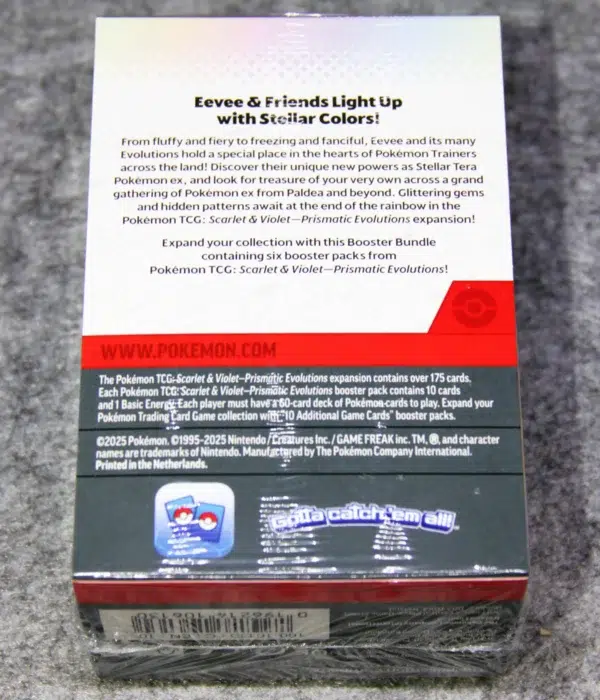 Eevee & Friends Light Up
with Stellar Colors!
From fluffy and fiery to freezing and fanciful, Eevee and its many
Evolutions hold a special place in the hearts of Pokémon Trainers
across the land! Discover their unique new powers as Stellar Tera
Pokémon ex, and look for treasure of your very own across a grand
gathering of Pokémon ex from Paldea and beyond. Glittering gems
and hidden patterns await at the end of the rainbow in the
Pokémon TCG: Scarlet & Violet—Prismatic Evolutions expansion!
Expand your collection with this Booster Bundle
containing six booster packs from
Pokémon TCG: Scarlet & Violet—Prismatic Evolutions!
WWW.POKEMON.COM
The Pokémon TCG: Scarlet & Violet—Prismatic Evolutions expansion contains over 175 cards.
Each Pokémon TCG: Scarlet & Violet—Prismatic Evolutions booster pack contains 10 cards
and 1 Basic Energy. Each player must have a 60-card deck of Pokémon cards to play. Expand your
Pokémon Trading Card Game collection with "10 Additional Game Cards" booster packs.
©2025 Pokémon. ©1995-2025 Nintendo/Creatures Inc./GAME FREAK inc. TM, ®, and character
names are trademarks of Nintendo. Manufactured by The Pokémon Company International.
Printed in the Netherlands.
Gotta catch 'em all!